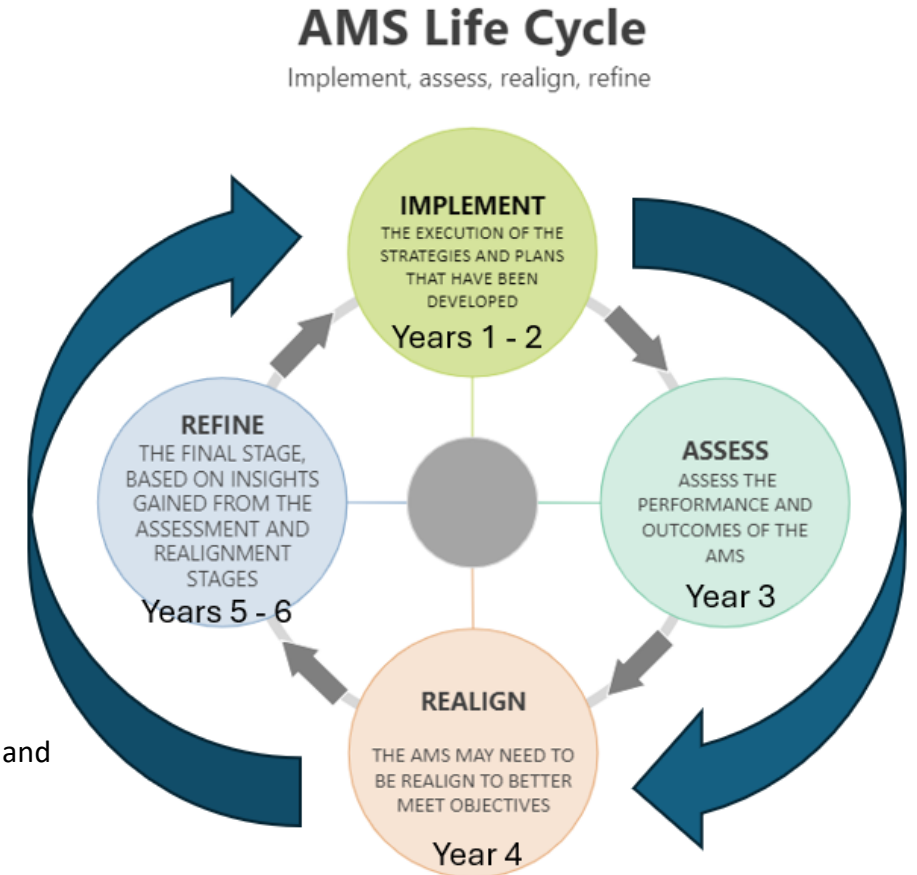 AMS Life Cycle
Implement, assess, realign, refine
IMPLEMENT
THE EXECUTION OF THE
STRATEGIES AND PLANS
THAT HAVE BEEN
DEVELOPED
Years 1 - 2
ASSESS
ASSESS THE
PERFORMANCE AND
OUTCOMES OF THE
AMS
Year 3
REALIGN
THE AMS MAY NEED TO
BE REALIGN TO BETTER
MEET OBJECTIVES
Year 4
REFINE
THE FINAL STAGE,
BASED ON INSIGHTS
GAINED FROM THE
ASSESSMENT AND
REALIGNMENT
STAGES
Years 5 - 6
and